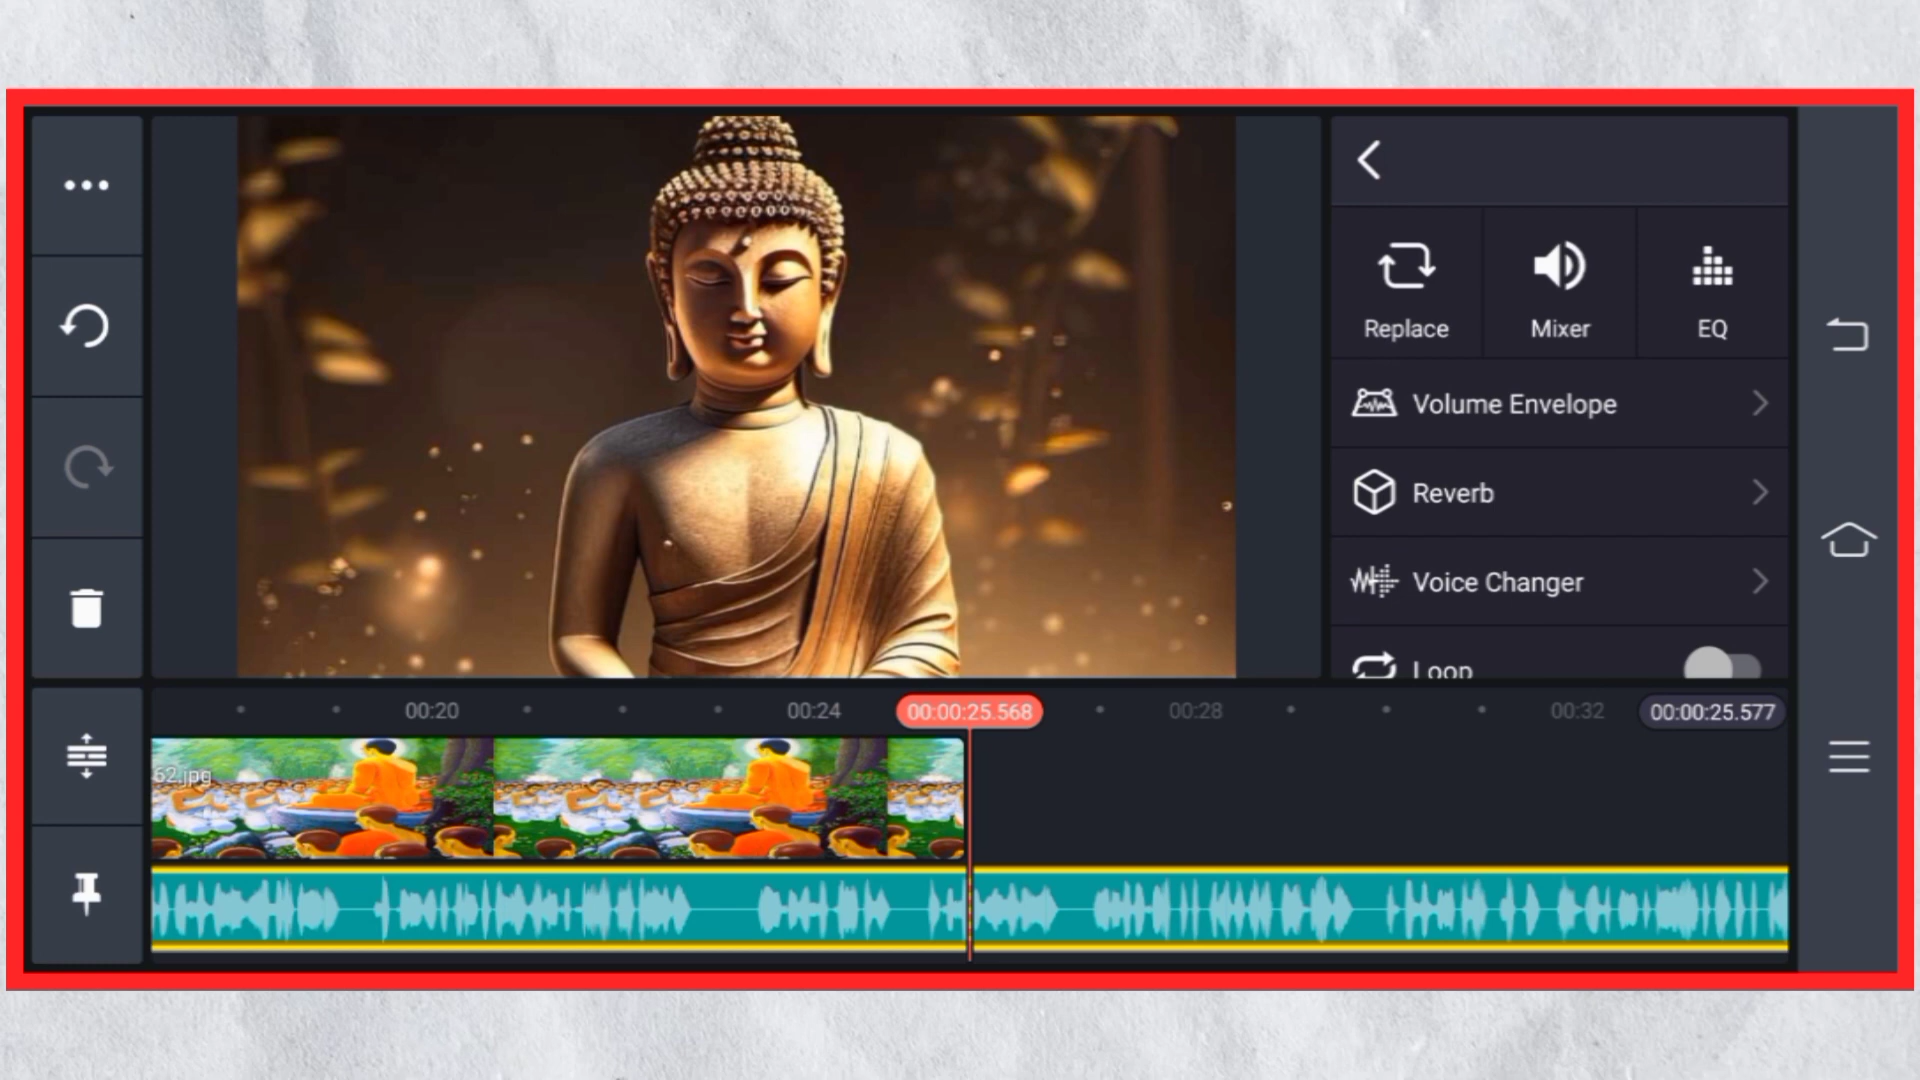 Replace
Mixer
EQ
Volume Envelope
Reverb
Voice Changer
Loop
00:20
00:24
00:00:25.568
00:28
00:32
00:00:25.577
62.jpg